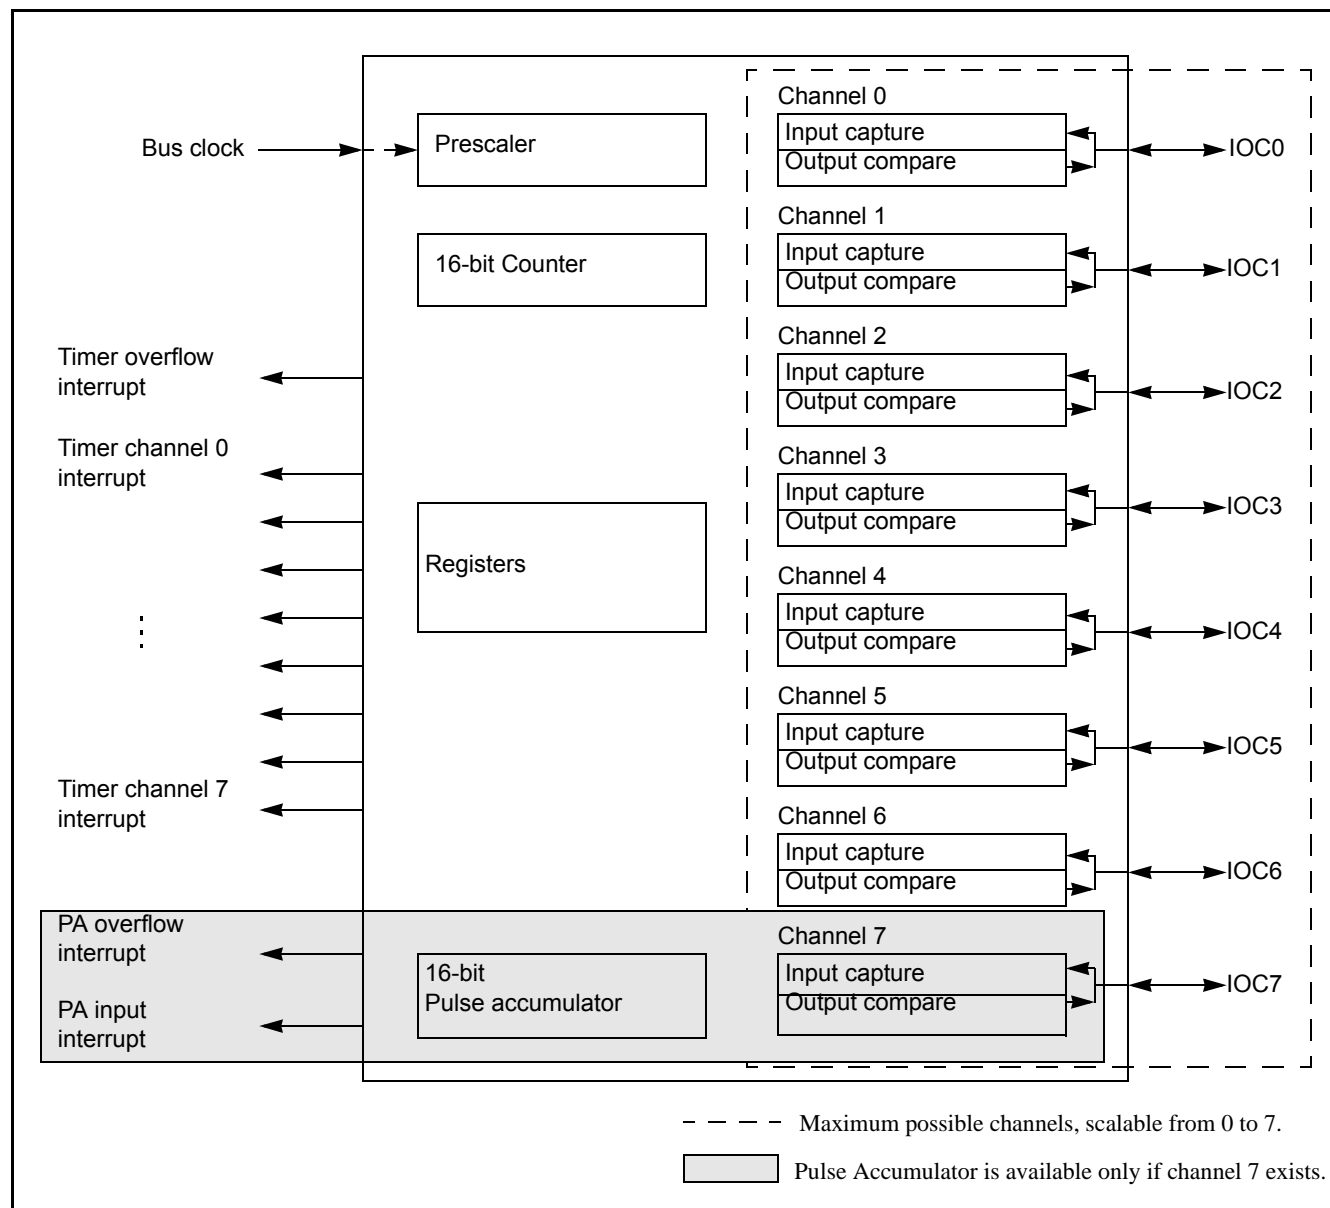 Channel 0
Bus clock
Prescaler
Input capture
Output compare
IOC0
Channel 1
16-bit Counter
Input capture
Output compare
IOC1
Timer overflow
interrupt
Channel 2
Input capture
Output compare
IOC2
Timer channel 0
interrupt
Channel 3
Input capture
Output compare
IOC3
Registers
Channel 4
Input capture
Output compare
IOC4
Channel 5
Input capture
Output compare
IOC5
Timer channel 7
interrupt
Channel 6
Input capture
Output compare
IOC6
PA overflow
interrupt
PA input
interrupt
16-bit
Pulse accumulator
Channel 7
Input capture
Output compare
IOC7
Maximum possible channels, scalable from 0 to 7.
Pulse Accumulator is available only if channel 7 exists.